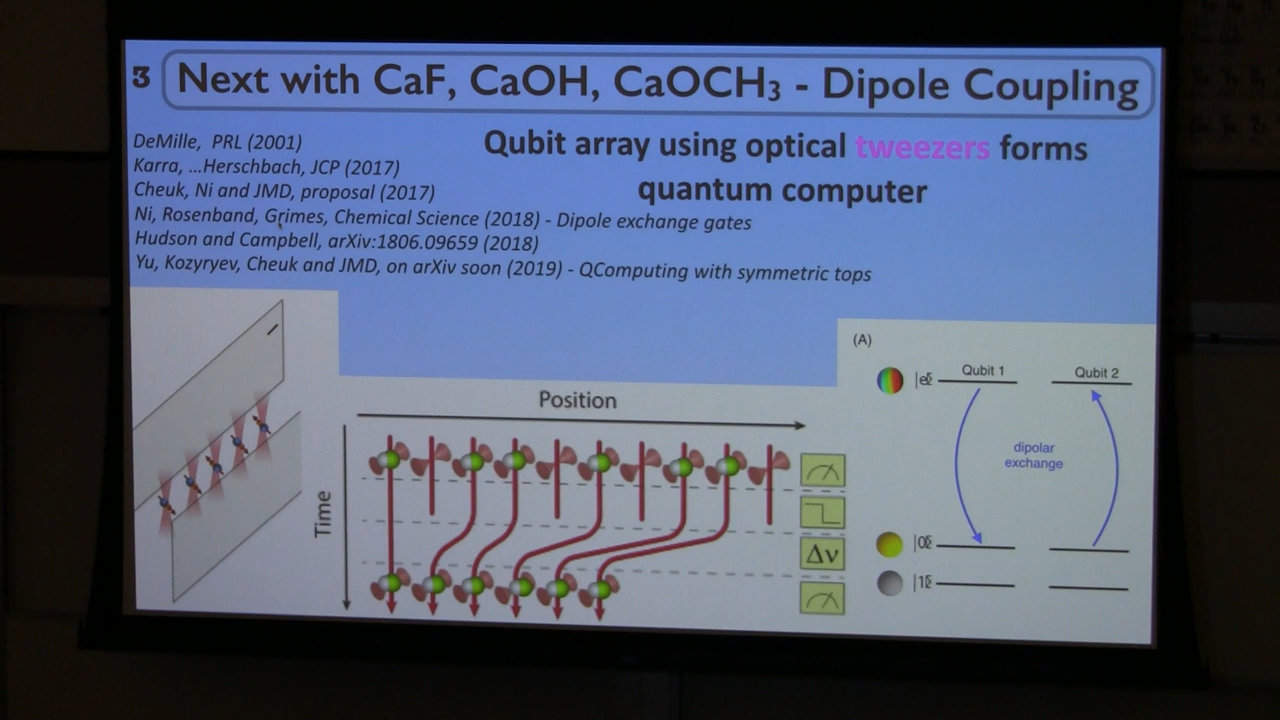 3 Next with CaF, CaOH, CaOCH₃ - Dipole Coupling
DeMille, PRL (2001)
Karra, ...Herschbach, JCP (2017)
Cheuk, Ni and JMD, proposal (2017)
Ni, Rosenband, Grimes, Chemical Science (2018) - Dipole exchange gates
Hudson and Campbell, arXiv:1806.09659 (2018)
Yu, Kozyryev, Cheuk and JMD, on arXiv soon (2019) - QComputing with symmetric tops
Qubit array using optical tweezers forms
quantum computer
Position
Time
Δν
(A)
Qubit 1
Qubit 2
|e⟩
dipolar
exchange
|0⟩
|1⟩